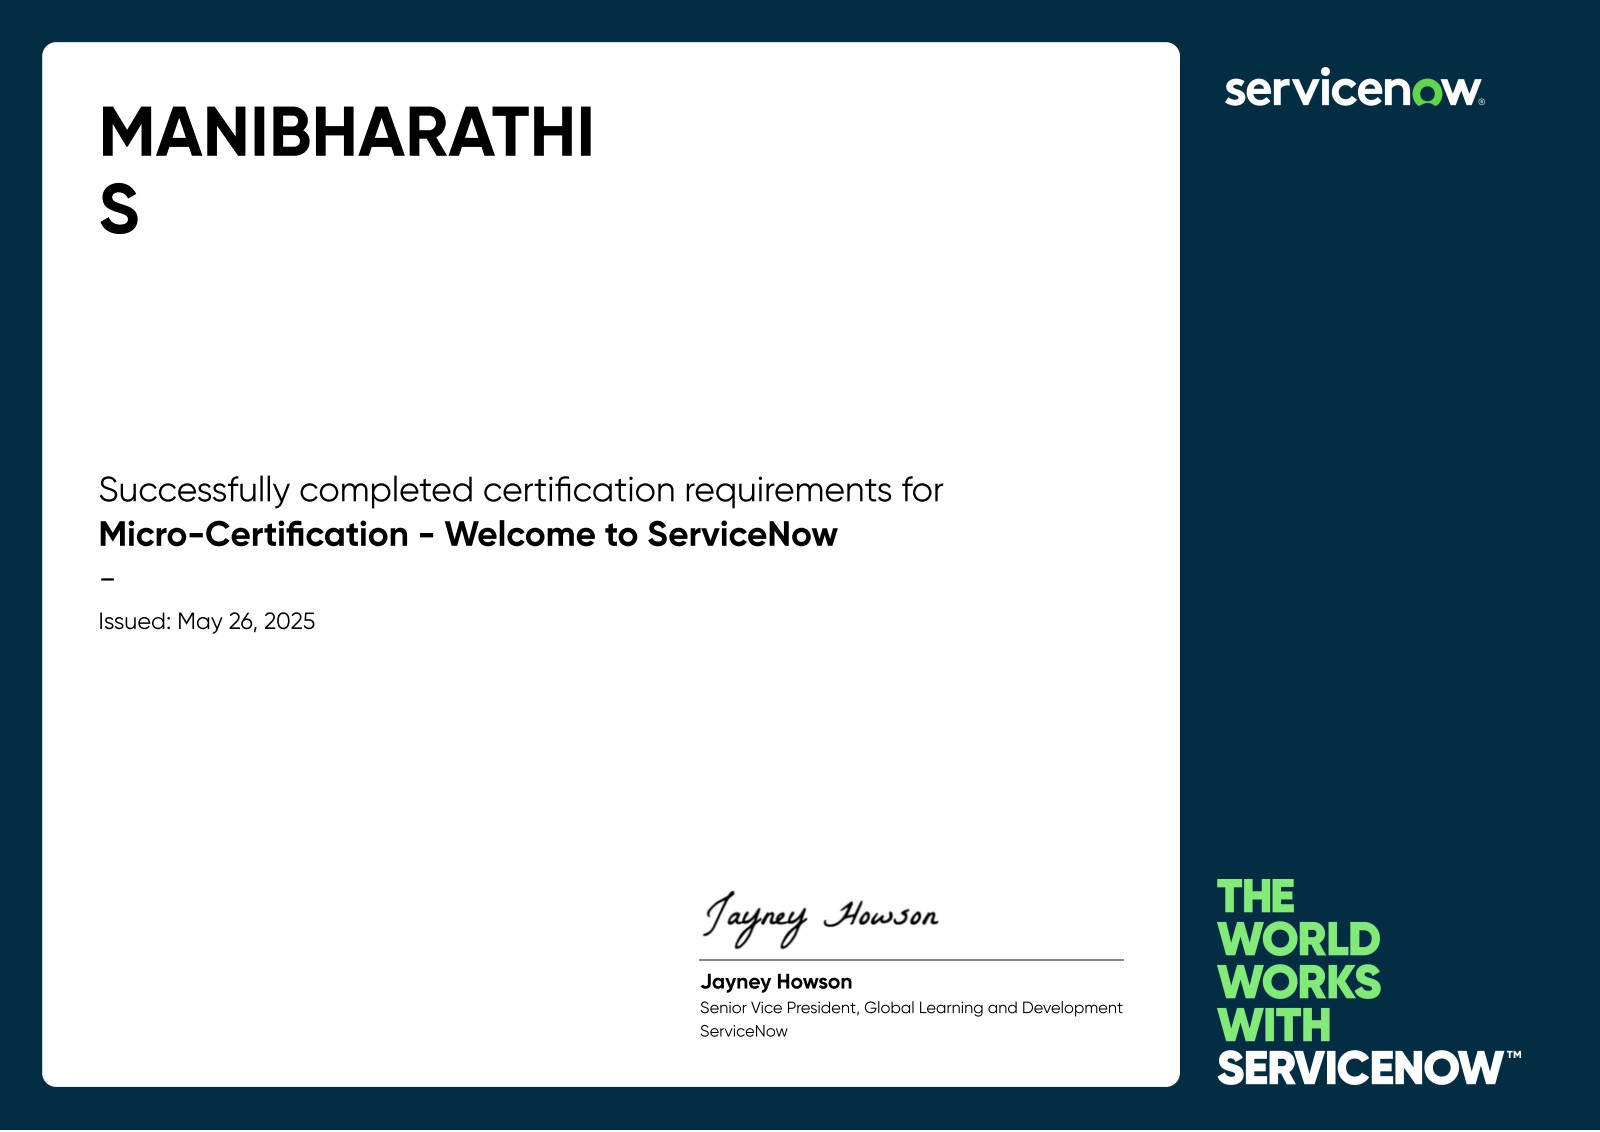 MANIBHARATHI
S
Successfully completed certification requirements for
Micro-Certification - Welcome to ServiceNow
–
Issued: May 26, 2025
Jayney Howson
Jayney Howson
Senior Vice President, Global Learning and Development
ServiceNow
servicenow®
THE
WORLD
WORKS
WITH
SERVICENOW™